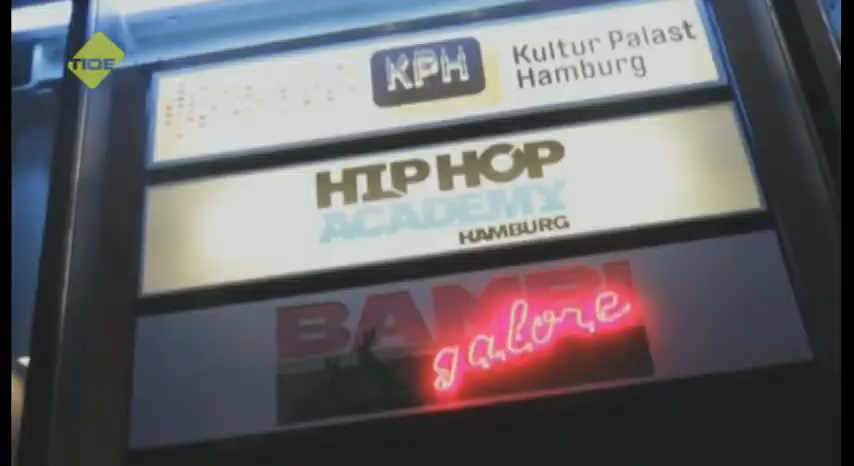 TIDE
KPH
Kultur Palast
Hamburg
HIP HOP
ACADEMY
HAMBURG
BAMBI
galore